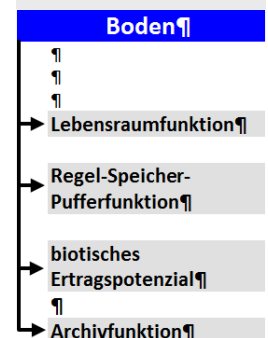 Boden¶
¶
¶
¶
Lebensraumfunktion¶
Regel-Speicher-
Pufferfunktion¶
biotisches
Ertragspotenzial¶
¶
Archivfunktion¶